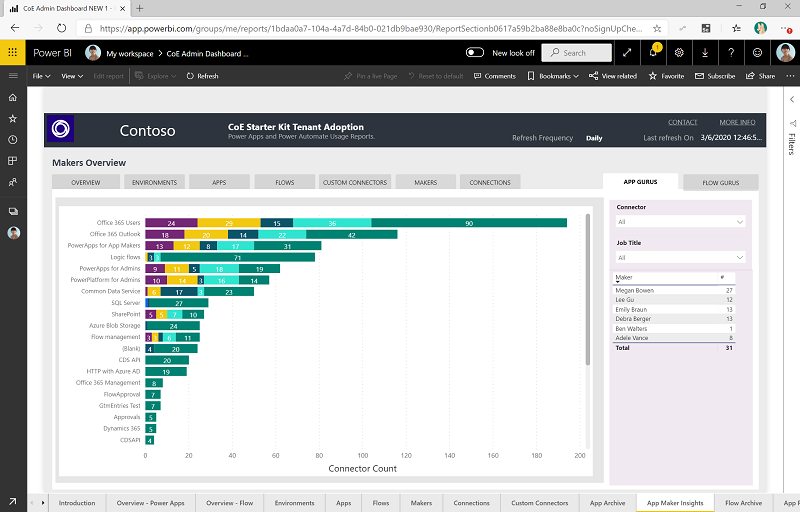 CoE Admin Dashboard NEW 1 -
https://app.powerbi.com/groups/me/reports/1bdaa0a7-104a-4a7d-84b0-021db9bae930/ReportSectionb0617a59b2ba88e8ba0c?noSignUpChe...
Power BI My workspace > CoE Admin Dashboard ... New look off Search 1
File View Edit report Explore Refresh Pin a live Page Reset to default Comments Bookmarks View related Favorite Subscribe Share ...
Contoso
CoE Starter Kit Tenant Adoption
Power Apps and Power Automate Usage Reports.
CONTACT MORE INFO
Refresh Frequency Daily Last refresh On 3/6/2020 12:46:5...
Filters
Makers Overview
OVERVIEW ENVIRONMENTS APPS FLOWS CUSTOM CONNECTORS MAKERS CONNECTIONS APP GURUS FLOW GURUS
Office 365 Users 24 29 15 36 90
Office 365 Outlook 18 20 14 22 42
PowerApps for App Makers 13 12 8 17 31
Logic flows 3 3 71
PowerApps for Admins 9 11 5 18 19
PowerPlatform for Admins 10 14 3 16 14
Common Data Service 6 17 3 23
SQL Server 27
SharePoint 5 5 7 10
Azure Blob Storage 24
Flow management 3 6 11
(Blank) 4 20
CDS API 20
HTTP with Azure AD 19
Office 365 Management 8
FlowApproval 7
GtmEntries Test 7
Approvals 5
Dynamics 365 5
CDSAPI 4
0 20 40 60 80 100 120 140 160 180 200
Connector Count
Connector
All
Job Title
All
Maker #
Megan Bowen 27
Lee Gu 12
Emily Braun 13
Debra Berger 13
Ben Walters 1
Adele Vance 8
Total 31
Introduction Overview - Power Apps Overview - Flow Environments Apps Flows Makers Connections Custom Connectors App Archive App Maker Insights Flow Archive App R